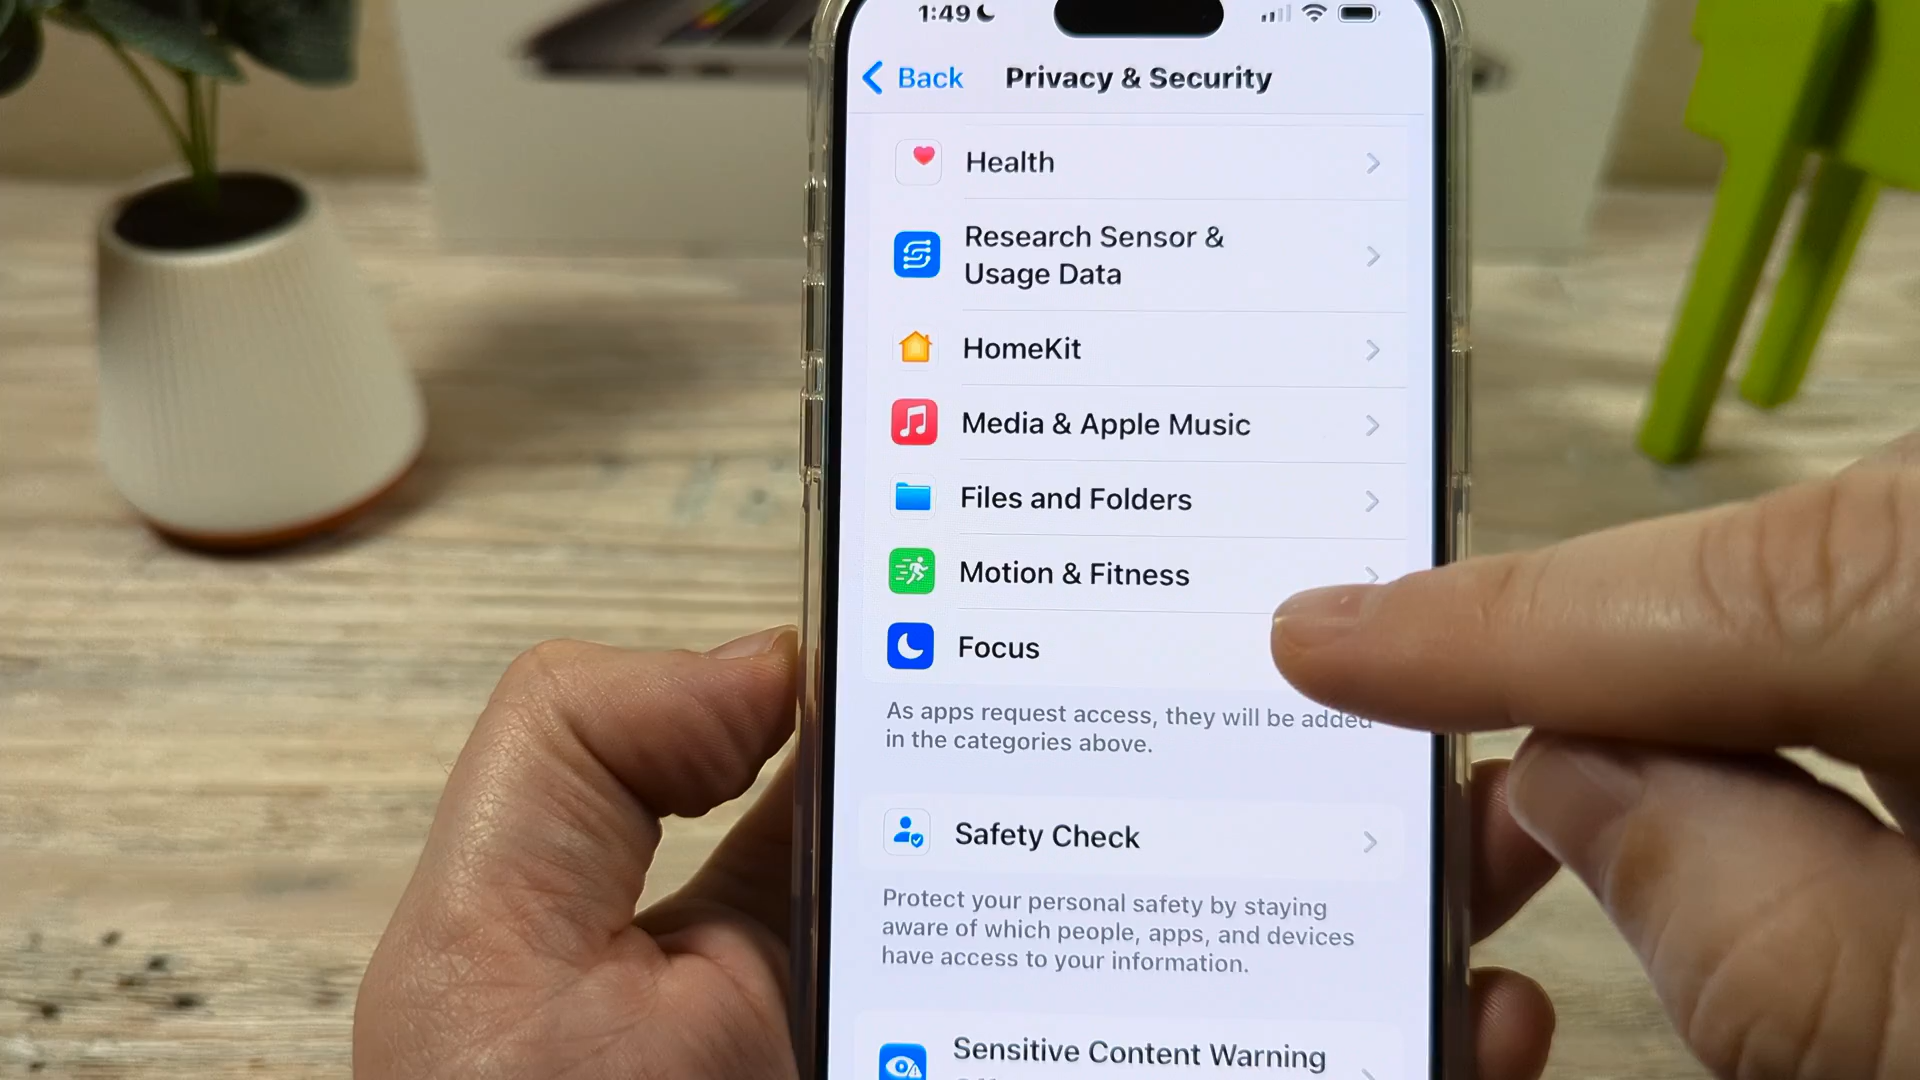 1:49
Back
Privacy & Security
Health
Research Sensor &
Usage Data
HomeKit
Media & Apple Music
Files and Folders
Motion & Fitness
Focus
As apps request access, they will be added
in the categories above.
Safety Check
Protect your personal safety by staying
aware of which people, apps, and devices
have access to your information.
Sensitive Content Warning